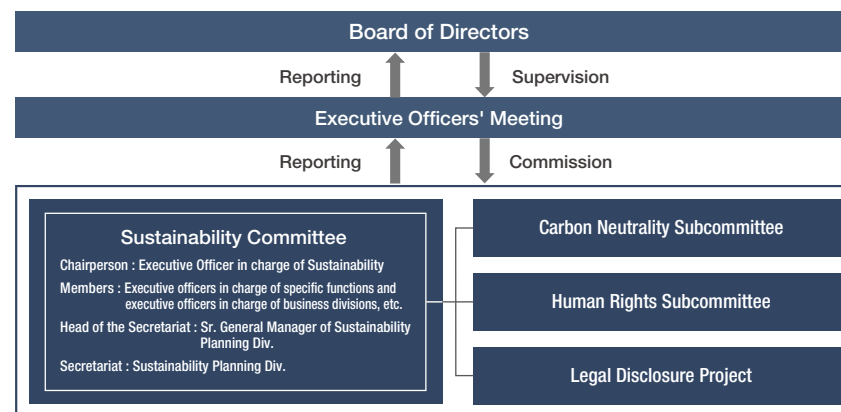 Board of Directors
Reporting
Supervision
Executive Officers' Meeting
Reporting
Commission
Sustainability Committee
Chairperson : Executive Officer in charge of Sustainability
Members : Executive officers in charge of specific functions and
executive officers in charge of business divisions, etc.
Head of the Secretariat : Sr. General Manager of Sustainability
Planning Div.
Secretariat : Sustainability Planning Div.
Carbon Neutrality Subcommittee
Human Rights Subcommittee
Legal Disclosure Project